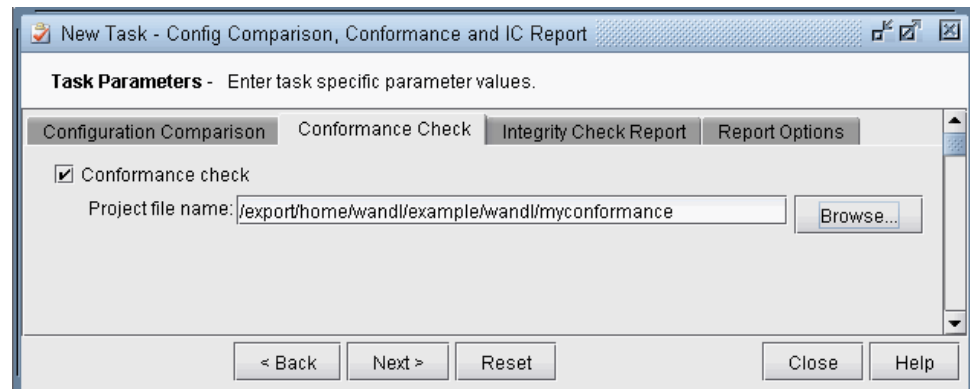 New Task - Config Comparison, Conformance and IC Report
Task Parameters - Enter task specific parameter values.
Configuration Comparison Conformance Check Integrity Check Report Report Options
Conformance check
Project file name: /export/home/wandl/example/wandl/myconformance Browse...
< Back Next > Reset Close Help